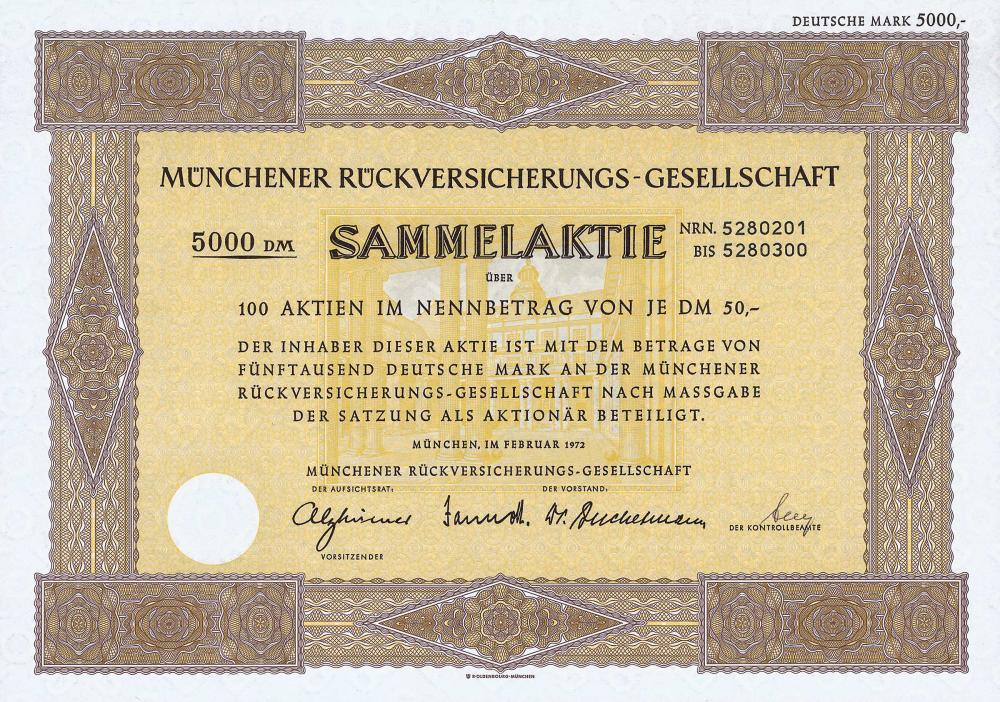 DEUTSCHE MARK 5000,-
MÜNCHENER RÜCKVERSICHERUNGS-GESELLSCHAFT
5000 DM SAMMELAKTIE NRN. 5280201
BIS 5280300
ÜBER
100 AKTIEN IM NENNBETRAG VON JE DM 50,-
DER INHABER DIESER AKTIE IST MIT DEM BETRAGE VON
FÜNFTAUSEND DEUTSCHE MARK AN DER MÜNCHENER
RÜCKVERSICHERUNGS-GESELLSCHAFT NACH MASSGABE
DER SATZUNG ALS AKTIONÄR BETEILIGT.
MÜNCHEN, IM FEBRUAR 1972
MÜNCHENER RÜCKVERSICHERUNGS-GESELLSCHAFT
DER AUFSICHTSRAT: DER VORSTAND:
Alzheimer
DER KONTROLLBEAMTE
VORSITZENDER
R·OLDENBOURG·MÜNCHEN